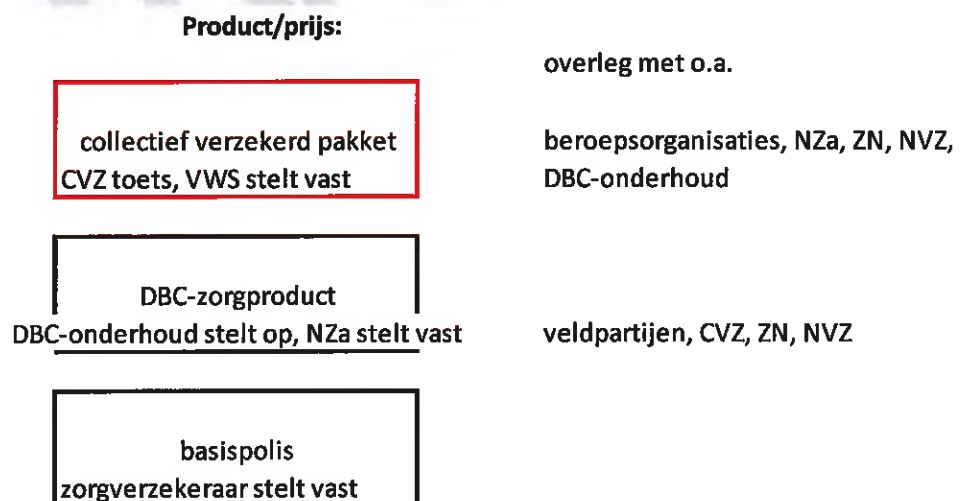 Product/prijs:
overleg met o.a.
collectief verzekerd pakket
CVZ toets, VWS stelt vast
beroepsorganisaties, NZa, ZN, NVZ,
DBC-onderhoud
DBC-zorgproduct
DBC-onderhoud stelt op, NZa stelt vast
veldpartijen, CVZ, ZN, NVZ
basispolis
zorgverzekeraar stelt vast